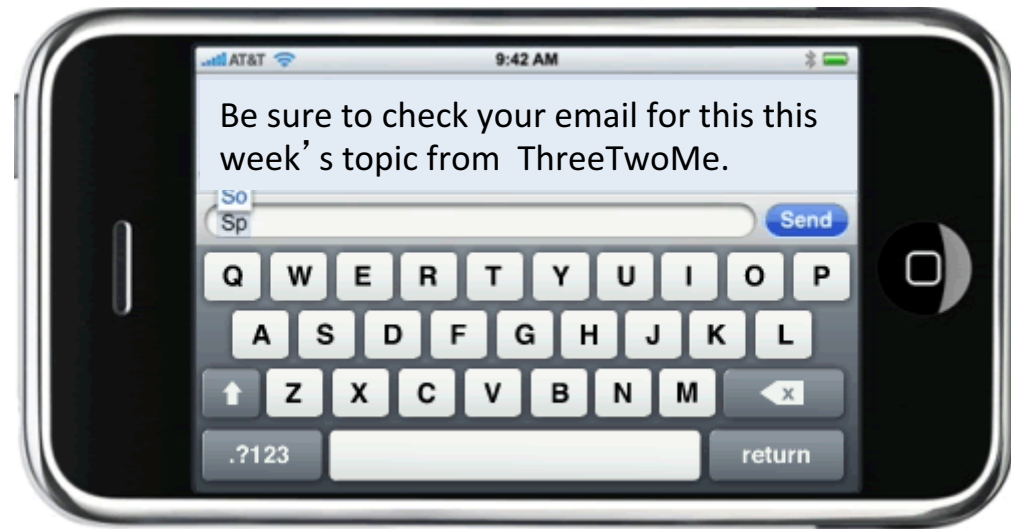 AT&T 9:42 AM
Be sure to check your email for this this
week's topic from ThreeTwoMe.
So
Sp
Send
Q W E R T Y U I O P
A S D F G H J K L
Z X C V B N M x
.?123 return